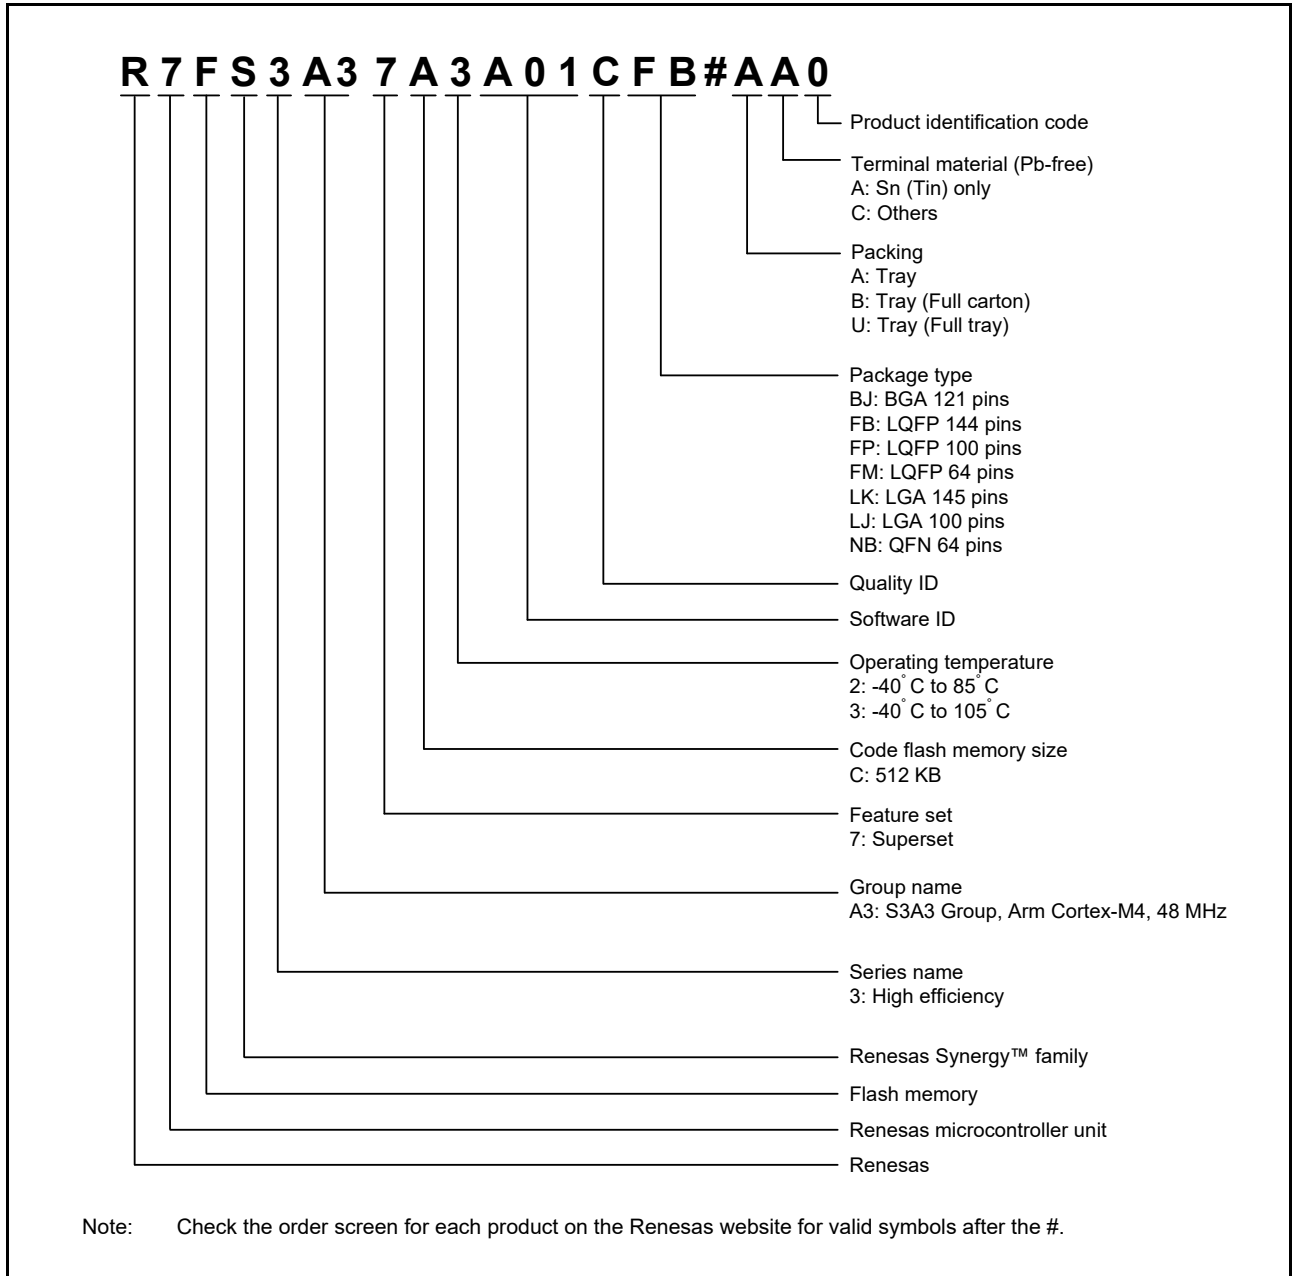 R7FS3A37A3A01CFB#AA0
Product identification code
Terminal material (Pb-free)
A: Sn (Tin) only
C: Others
Packing
A: Tray
B: Tray (Full carton)
U: Tray (Full tray)
Package type
BJ: BGA 121 pins
FB: LQFP 144 pins
FP: LQFP 100 pins
FM: LQFP 64 pins
LK: LGA 145 pins
LJ: LGA 100 pins
NB: QFN 64 pins
Quality ID
Software ID
Operating temperature
2: -40°C to 85°C
3: -40°C to 105°C
Code flash memory size
C: 512 KB
Feature set
7: Superset
Group name
A3: S3A3 Group, Arm Cortex-M4, 48 MHz
Series name
3: High efficiency
Renesas Synergy™ family
Flash memory
Renesas microcontroller unit
Renesas
Note: Check the order screen for each product on the Renesas website for valid symbols after the #.